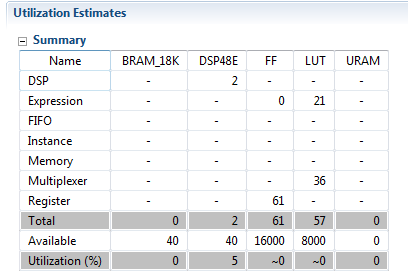 Utilization Estimates
Summary
Name BRAM_18K DSP48E FF LUT URAM
DSP - 2 - - -
Expression - - 0 21 -
FIFO - - - - -
Instance - - - - -
Memory - - - - -
Multiplexer - - - 36 -
Register - - 61 - -
Total 0 2 61 57 0
Available 40 40 16000 8000 0
Utilization (%) 0 5 ~0 ~0 0